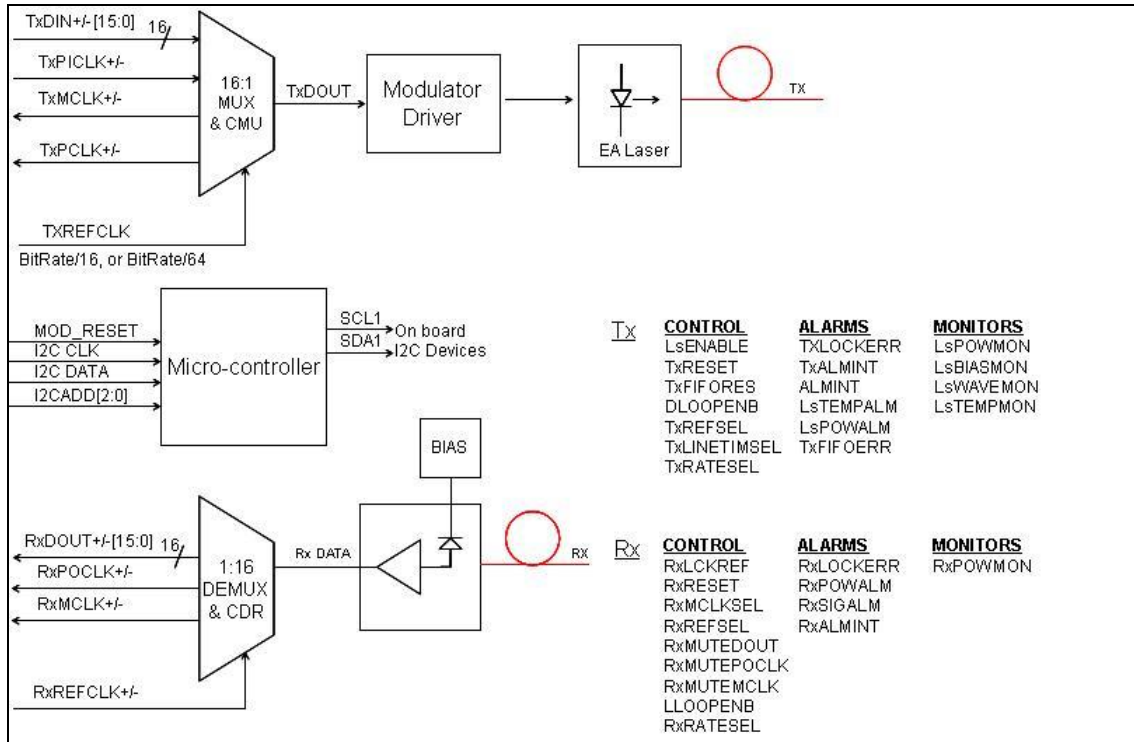 TxDIN+/-[15:0] 16
TxPICLK+/-
TxMCLK+/-
TxPCLK+/-
16:1
MUX
& CMU
TxDOUT
Modulator
Driver
EA Laser
TX
TXREFCLK
BitRate/16, or BitRate/64
MOD_RESET
I2C CLK
I2C DATA
I2CADD[2:0]
Micro-controller
SCL1
SDA1
On board
I2C Devices
Tx
CONTROL
LsENABLE
TxRESET
TxFIFORES
DLOOPENB
TxREFSEL
TxLINETIMSEL
TxRATESEL
ALARMS
TXLOCKERR
TxALMINT
ALMINT
LsTEMPALM
LsPOWALM
TxFIFOERR
MONITORS
LsPOWMON
LsBIASMON
LsWAVEMON
LsTEMPMON
BIAS
RxDOUT+/-[15:0] 16
RxPOCLK+/-
RxMCLK+/-
1:16
DEMUX
& CDR
Rx DATA
RX
RxREFCLK+/-
Rx
CONTROL
RxLCKREF
RxRESET
RxMCLKSEL
RxREFSEL
RxMUTEDOUT
RxMUTEPOCLK
RxMUTEMCLK
LLOOPENB
RxRATESEL
ALARMS
RxLOCKERR
RxPOWALM
RxSIGALM
RxALMINT
MONITORS
RxPOWMON